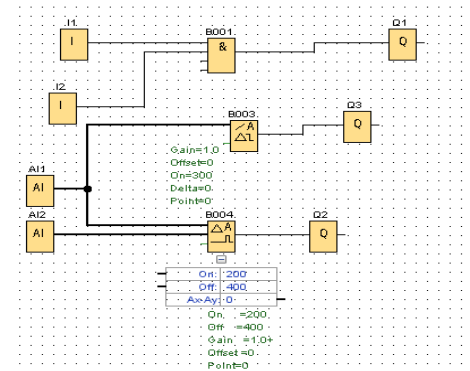 I1
I
B001
&
Q1
Q
I2
I
B003
A
Q3
Q
Gain=1.0
Offset=0
On=300
Delta=0
Point=0
AI1
AI
AI2
AI
B004
A
Q2
Q
On: 200
Off: 400
Ax-Ay: 0
On =200
Off =400
Gain =1.0+
Offset =0
Point=0